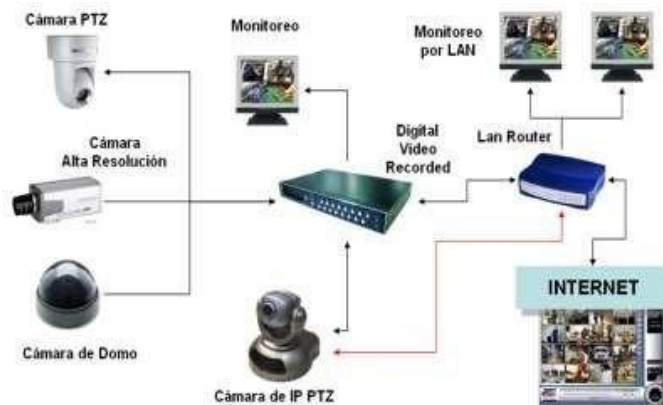 Cámara PTZ
Monitoreo
Monitoreo
por LAN
Cámara
Alta Resolución
Digital
Video
Recorded
Lan Router
INTERNET
Cámara de Domo
Cámara de IP PTZ